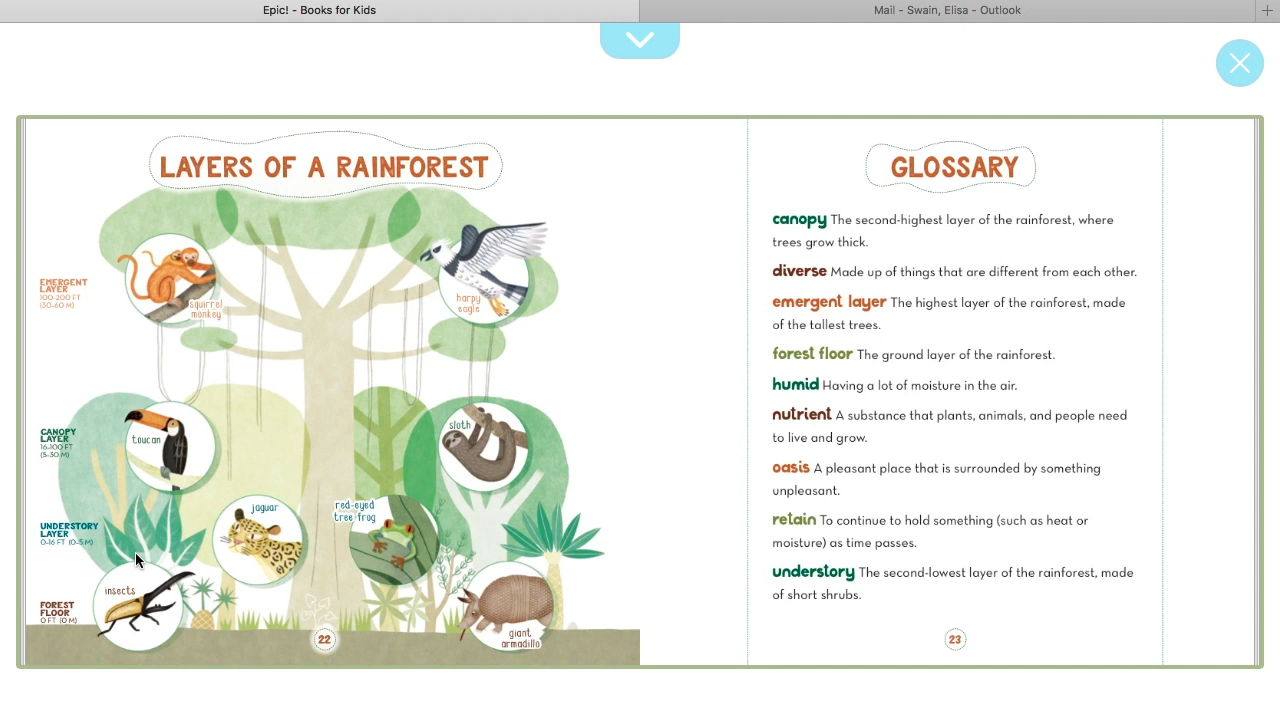 Epic! - Books for Kids
Mail - Swain, Elisa - Outlook
LAYERS OF A RAINFOREST
EMERGENT
LAYER
100-200 FT
(30-60 M)
squirrel
monkey
harpy
eagle
CANOPY
LAYER
16-100 FT
(5-30 M)
toucan
sloth
UNDERSTORY
LAYER
0-16 FT (0-5 M)
jaguar
red-eyed
tree frog
FOREST
FLOOR
0 FT (0 M)
insects
giant
armadillo
22
GLOSSARY
canopy The second-highest layer of the rainforest, where
trees grow thick.
diverse Made up of things that are different from each other.
emergent layer The highest layer of the rainforest, made
of the tallest trees.
forest floor The ground layer of the rainforest.
humid Having a lot of moisture in the air.
nutrient A substance that plants, animals, and people need
to live and grow.
oasis A pleasant place that is surrounded by something
unpleasant.
retain To continue to hold something (such as heat or
moisture) as time passes.
understory The second-lowest layer of the rainforest, made
of short shrubs.
23